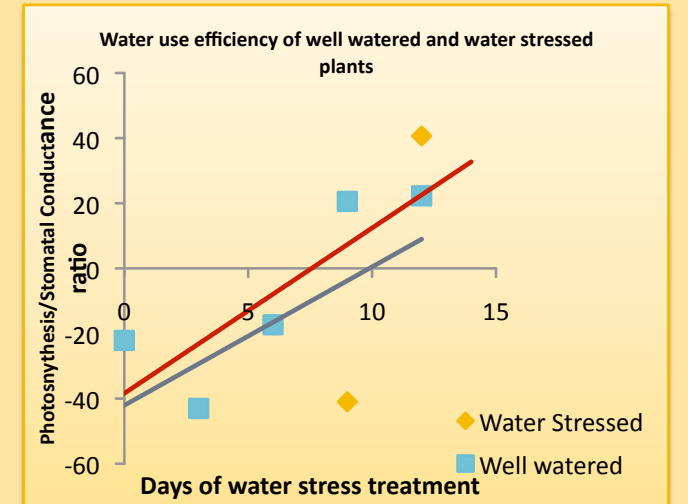 Water use efficiency of well watered and water stressed
plants
Photosnythesis/Stomatal Conductance
ratio
60
40
20
0
-20
-40
-60
0 5 10 15
Water Stressed
Well watered
Days of water stress treatment